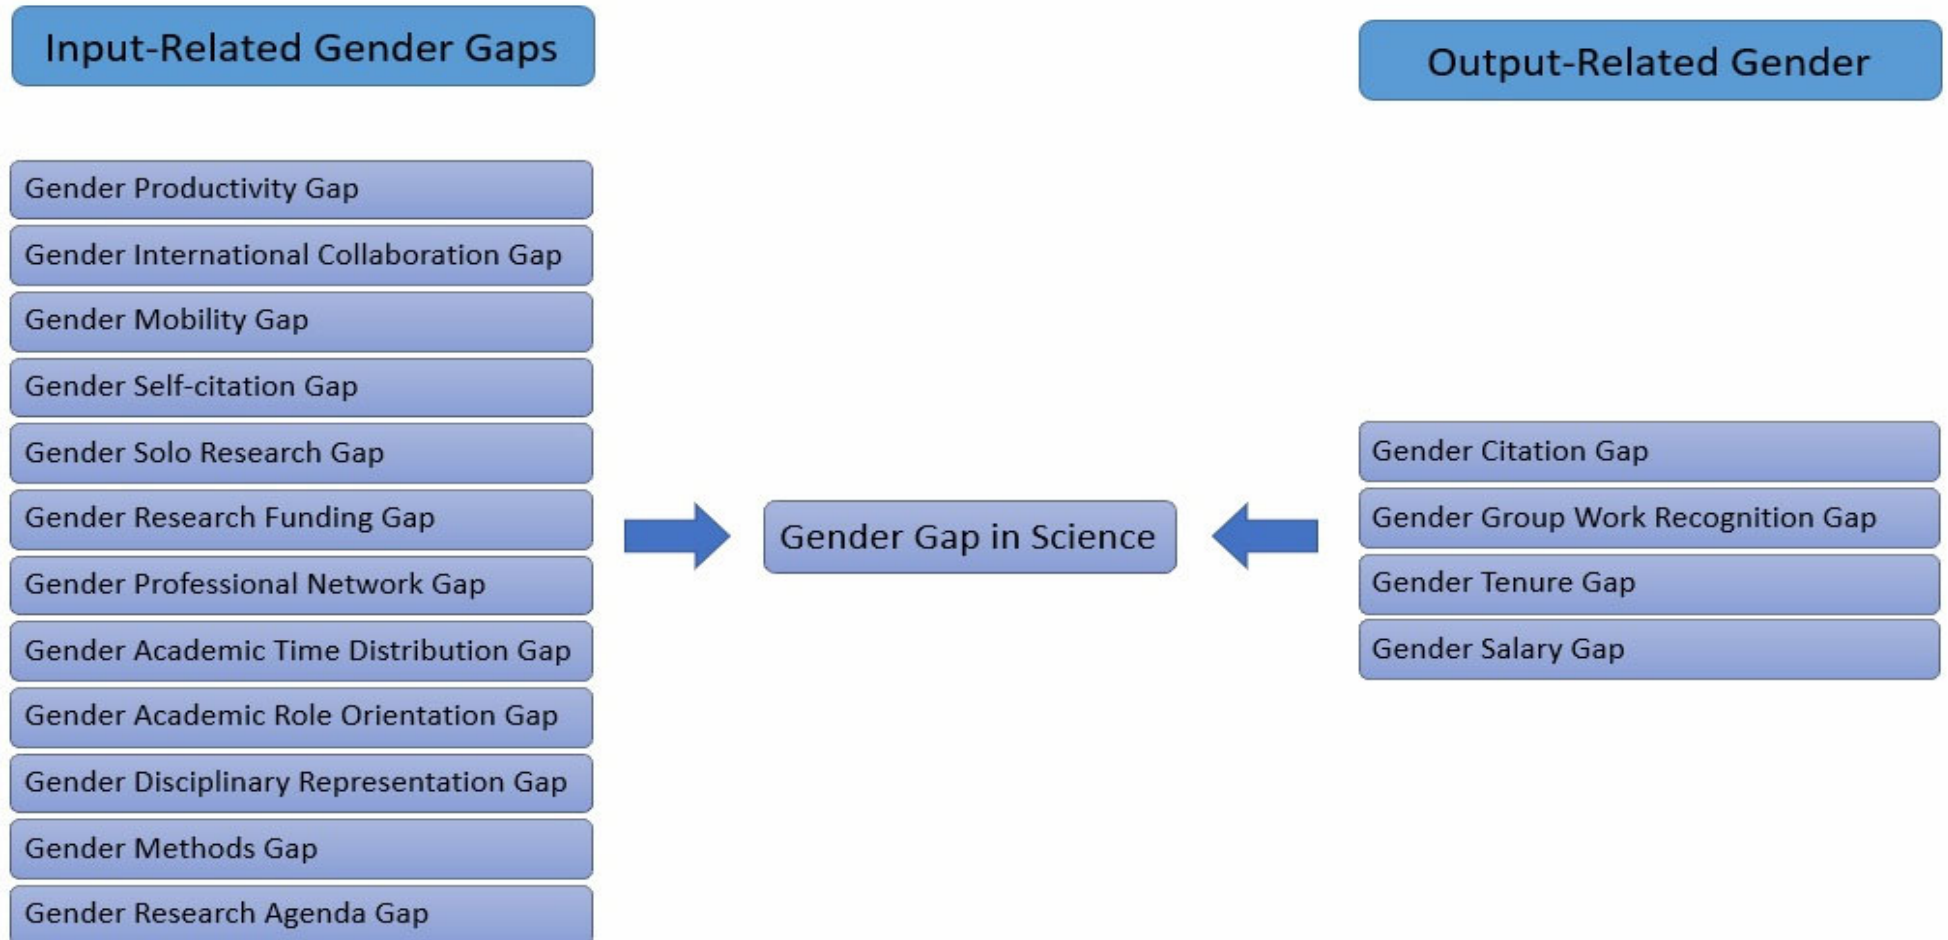 Input-Related Gender Gaps
Gender Productivity Gap
Gender International Collaboration Gap
Gender Mobility Gap
Gender Self-citation Gap
Gender Solo Research Gap
Gender Research Funding Gap
Gender Professional Network Gap
Gender Academic Time Distribution Gap
Gender Academic Role Orientation Gap
Gender Disciplinary Representation Gap
Gender Methods Gap
Gender Research Agenda Gap
Gender Gap in Science
Output-Related Gender
Gender Citation Gap
Gender Group Work Recognition Gap
Gender Tenure Gap
Gender Salary Gap